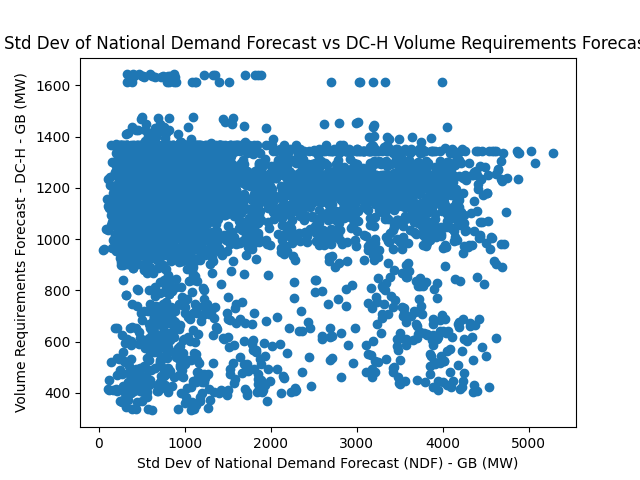 Std Dev of National Demand Forecast vs DC-H Volume Requirements Forecas
1600
1400
1200
1000
800
600
400
Volume Requirements Forecast - DC-H - GB (MW)
0 1000 2000 3000 4000 5000
Std Dev of National Demand Forecast (NDF) - GB (MW)